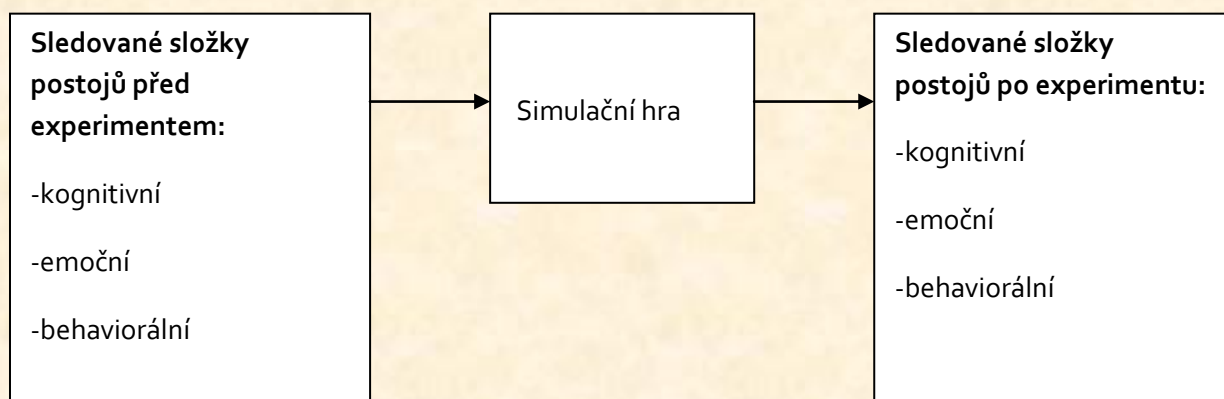 Sledované složky
postojů před
experimentem:
-kognitivní
-emoční
-behaviorální
Simulační hra
Sledované složky
postojů po experimentu:
-kognitivní
-emoční
-behaviorální